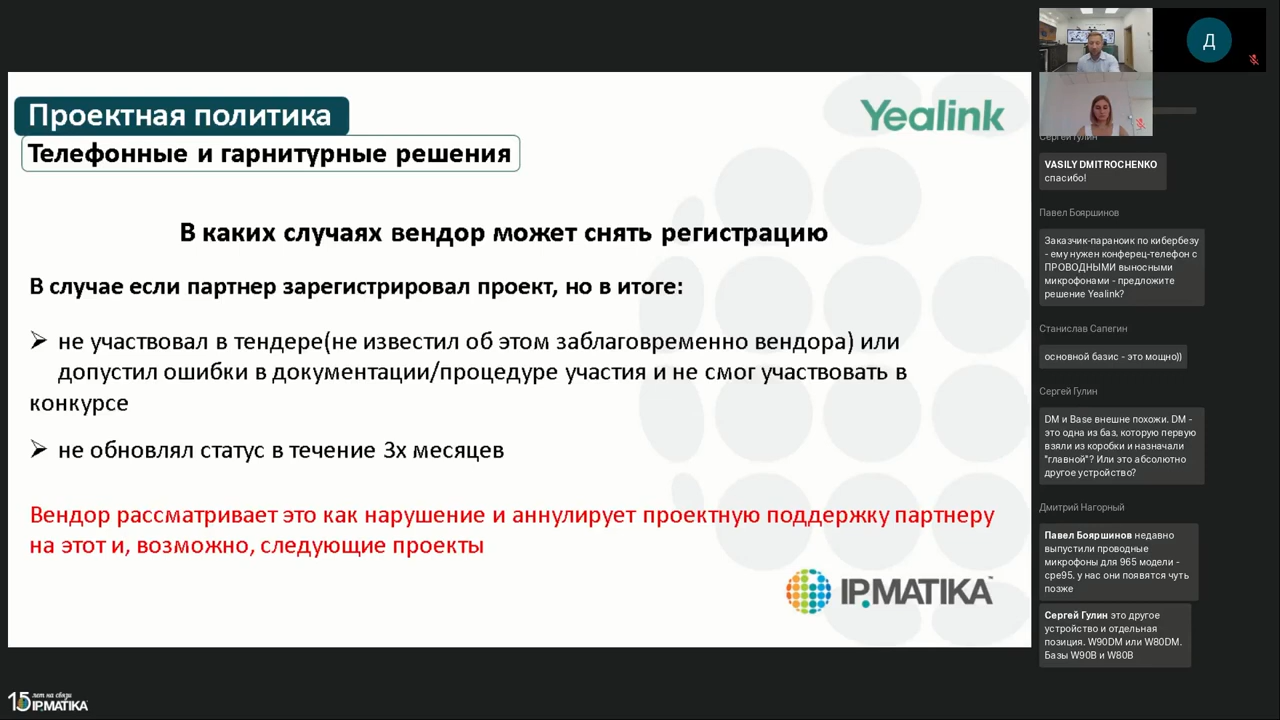 Проектная политика
Yealink
Телефонные и гарнитурные решения
В каких случаях вендор может снять регистрацию
В случае если партнер зарегистрировал проект, но в итоге:
не участвовал в тендере(не известил об этом заблаговременно вендора) или
допустил ошибки в документации/процедуре участия и не смог участвовать в
конкурсе
не обновлял статус в течение 3х месяцев
Вендор рассматривает это как нарушение и аннулирует проектную поддержку партнеру
на этот и, возможно, следующие проекты
IPMATIKA
15 лет на связи
IPMATIKA
Д
Сергей Гулин
VASILY DMITROCHENKO
спасибо!
Павел Бояршинов
Заказчик-параноик по кибербезу
- ему нужен конферец-телефон с
ПРОВОДНЫМИ выносными
микрофонами - предложите
решение Yealink?
Станислав Сапегин
основной базис - это мощно))
Сергей Гулин
DM и Base внешне похожи. DM -
это одна из баз, которую первую
взяли из коробки и назначали
"главной"? Или это абсолютно
другое устройство?
Дмитрий Нагорный
Павел Бояршинов недавно
выпустили проводные
микрофоны для 965 модели -
cpe95. у нас они появятся чуть
позже
Сергей Гулин это другое
устройство и отдельная
позиция. W90DM или W80DM.
Базы W90B и W80B